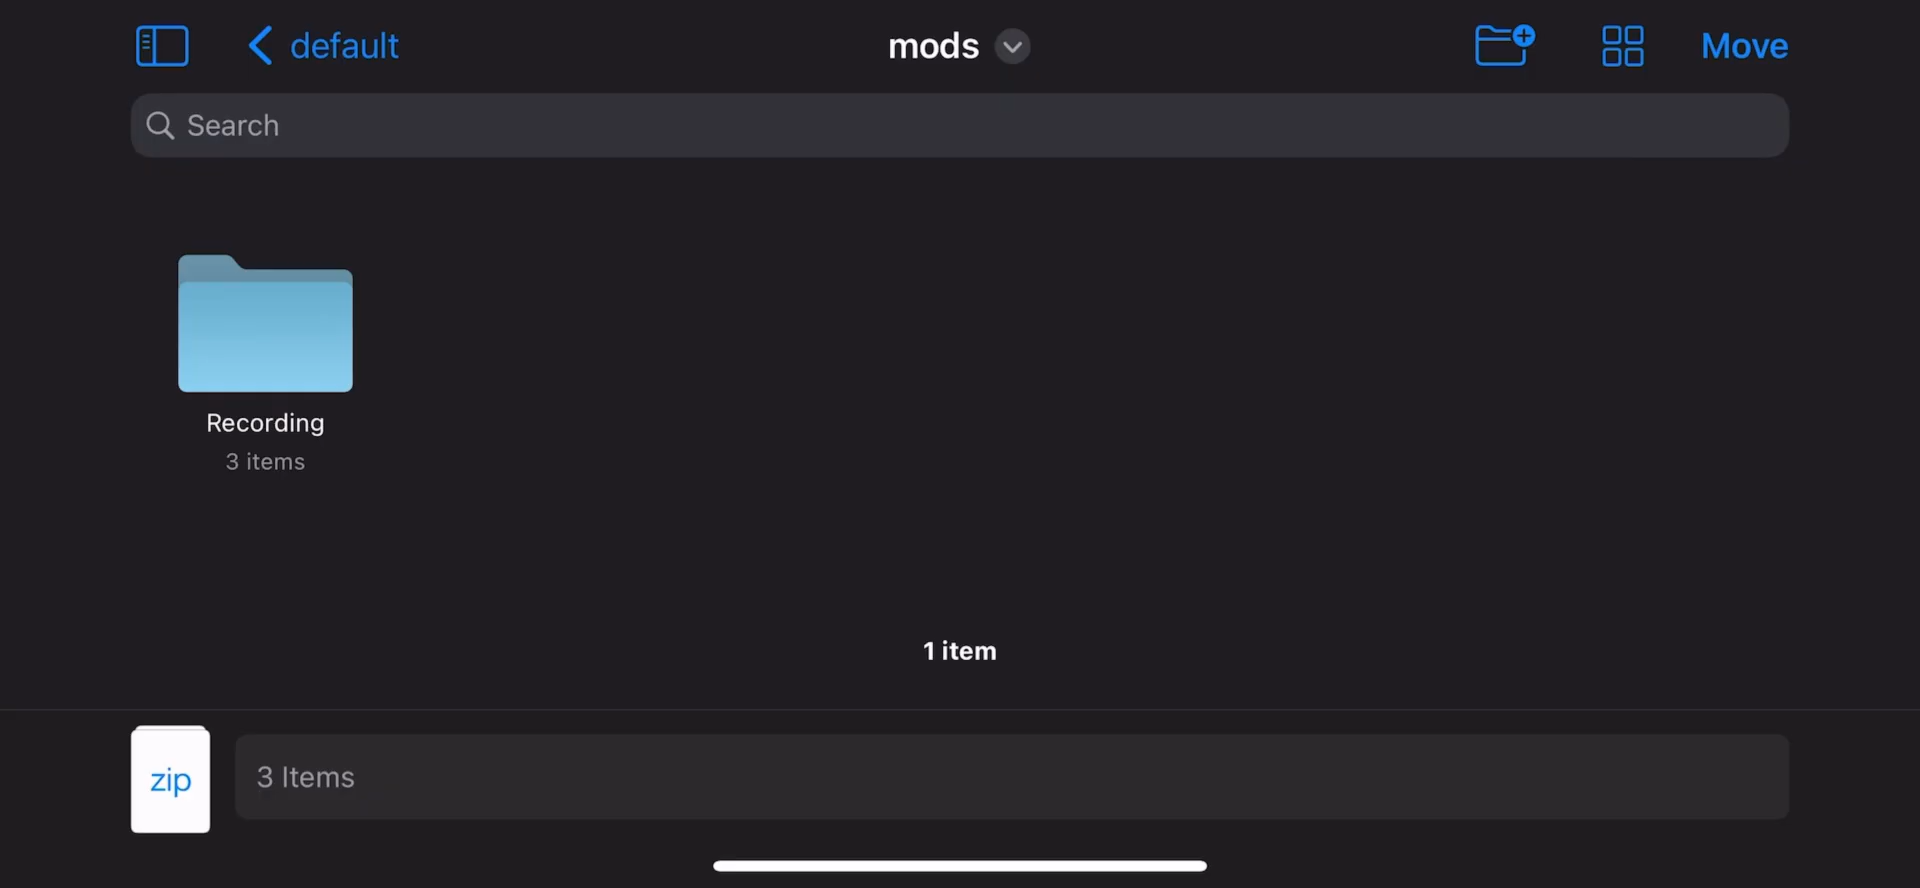 default
mods
Move
Search
Recording
3 items
1 item
zip
3 Items